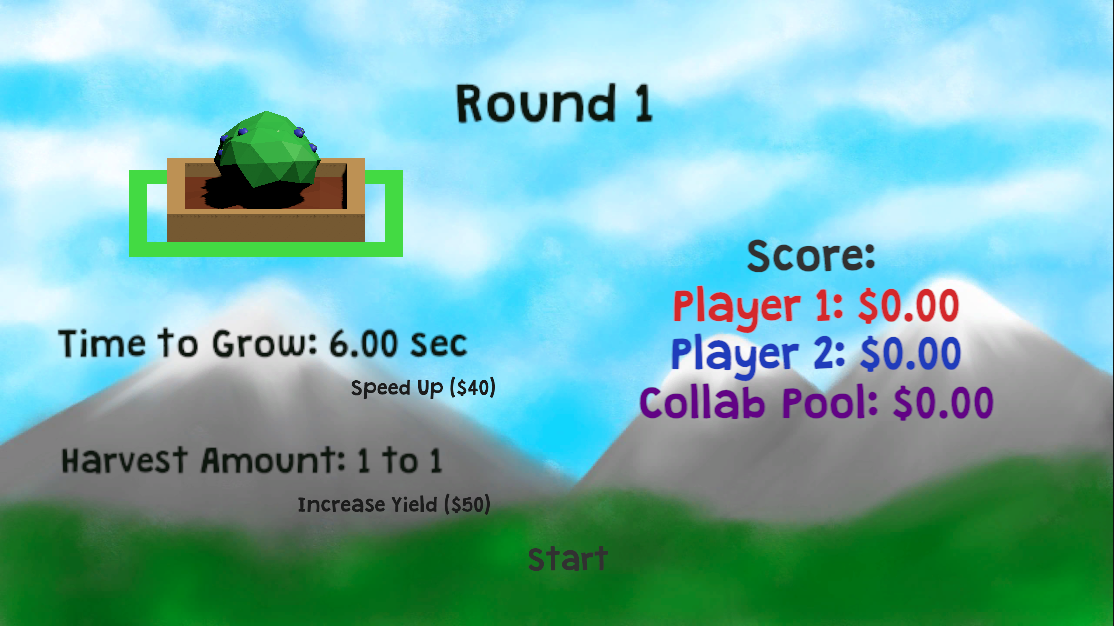 Round 1
Time to Grow: 6.00 sec
Speed Up ($40)
Harvest Amount: 1 to 1
Increase Yield ($50)
Score:
Player 1: $0.00
Player 2: $0.00
Collab Pool: $0.00
Start